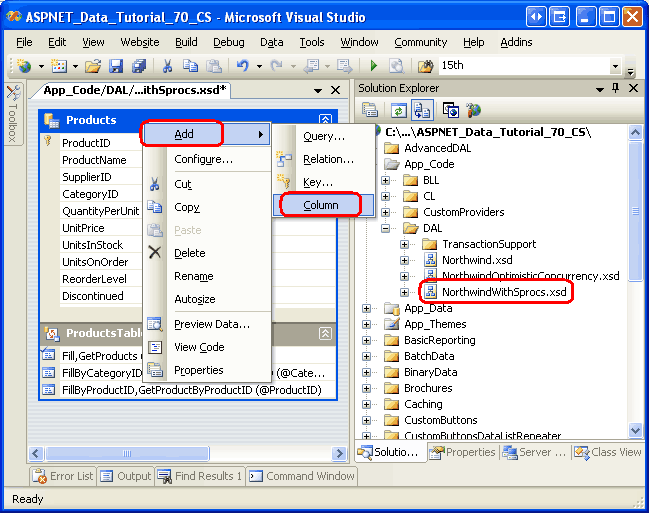 ASPNET_Data_Tutorial_70_CS - Microsoft Visual Studio
File Edit View Website Build Debug Data Tools Window Community Help Addins
15th
Toolbox
App_Code/DAL/...ithSprocs.xsd*
Products
ProductID
ProductName
SupplierID
CategoryID
QuantityPerUnit
UnitPrice
UnitsInStock
UnitsOnOrder
ReorderLevel
Discontinued
ProductsTable
Fill,GetProducts (
FillByCategoryID (@Cate...
FillByProductID,GetProductByProductID (@ProductID)
Add
Configure...
Cut
Copy
Paste
Delete
Rename
Autosize
Preview Data...
View Code
Properties
Query...
Relation...
Key...
Column
Solution Explorer
C:\...\ASPNET_Data_Tutorial_70_CS\
AdvancedDAL
App_Code
BLL
CL
CustomProviders
DAL
TransactionSupport
Northwind.xsd
NorthwindOptimisticConcurrency.xsd
NorthwindWithSprocs.xsd
App_Data
App_Themes
BasicReporting
BatchData
BinaryData
Brochures
Caching
CustomButtons
CustomButtonsDataListRepeater
Solutio... Properties Server ... Class View
Error List Output Find Results 1 Command Window
Ready